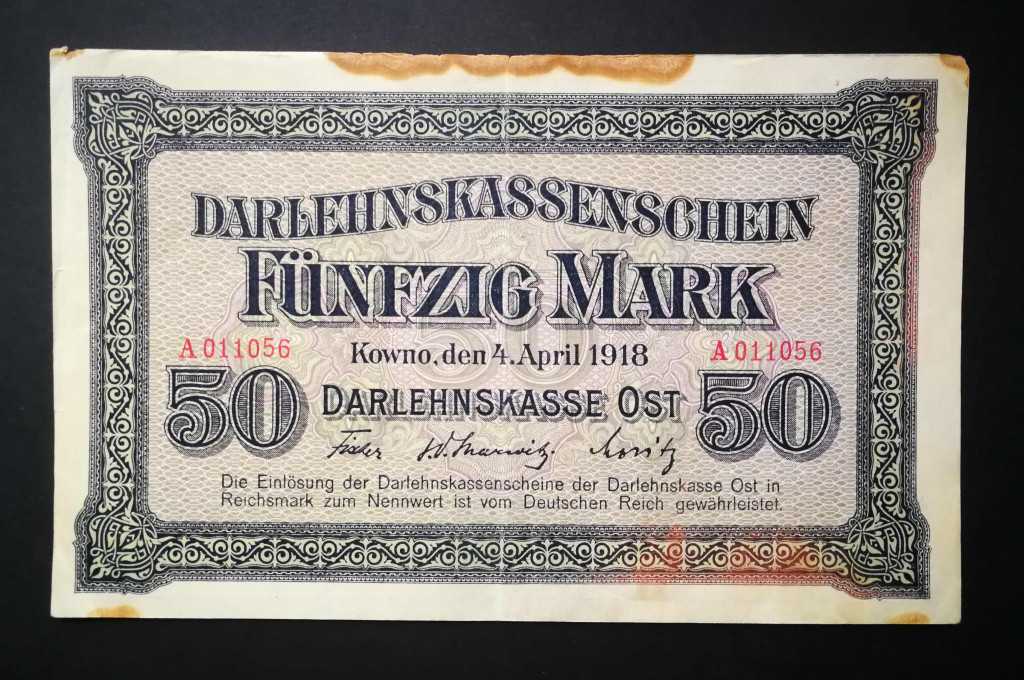 DARLEHNSKASSENSCHEIN
FÜNFZIG MARK
A 011056 A 011056
Kowno, den 4. April 1918
50 50
DARLEHNSKASSE OST
Fischer
Die Einlösung der Darlehnskassenscheine der Darlehnskasse Ost in
Reichsmark zum Nennwert ist vom Deutschen Reich gewährleistet.